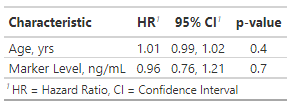 Characteristic HR¹ 95% CI¹ p-value
Age, yrs 1.01 0.99, 1.02 0.4
Marker Level, ng/mL 0.96 0.76, 1.21 0.7
¹ HR = Hazard Ratio, CI = Confidence Interval